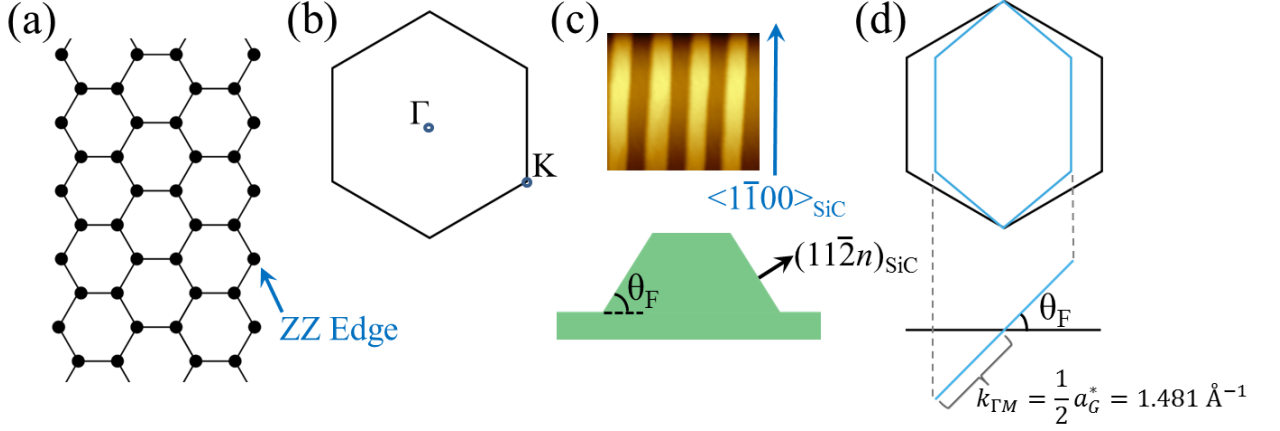 (a)
ZZ Edge
(b)
Γ
K
(c)
<11̄00>SiC
θF
(112̄n)SiC
(d)
θF
kΓM = 1/2 a*G = 1.481 Å⁻¹